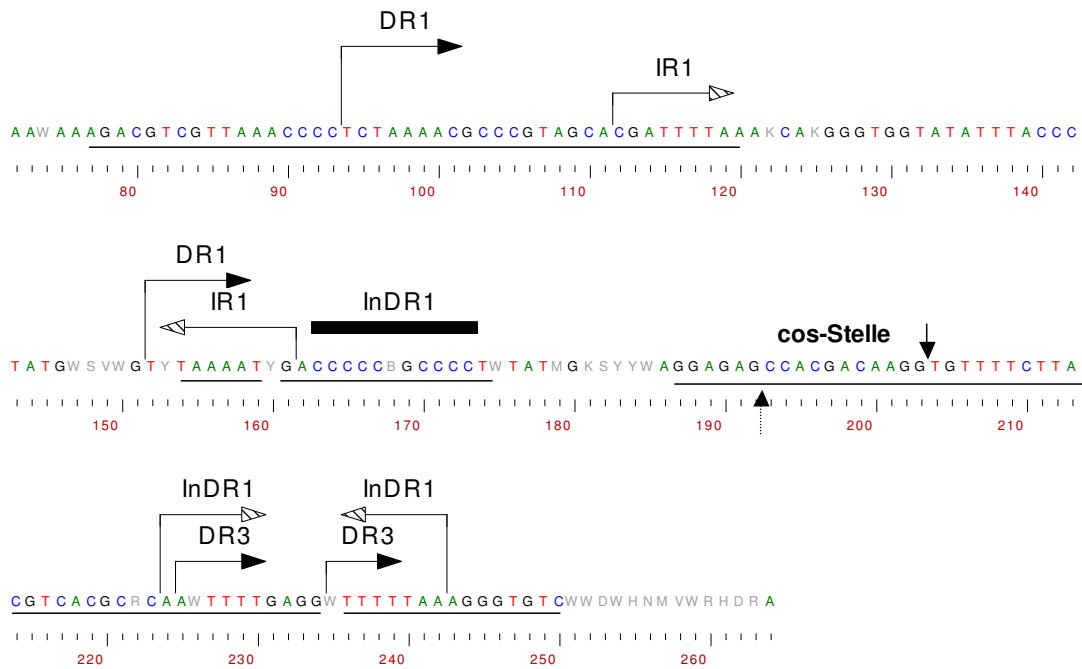 DR1
IR1
AAWAAAGACGTCGTTAAACCCCTCTAAAACGCCCGTAGCACGATTTTAAAKCAKGGGTGGTATATTTACCC
80 90 100 110 120 130 140
DR1
IR1 InDR1 cos-Stelle
TATGWSVWGTYTAAAATYGACCCCCBGCCCCTWTATMGKSYYWAGGAGAGCCACGACAAGGTGTTTTCTTA
150 160 170 180 190 200 210
InDR1 InDR1
DR3 DR3
CGTCACGCRCAAWTTTTGAGGWTTTTTAAAGGGTGTCWWDWHNMVWRHDRA
220 230 240 250 260